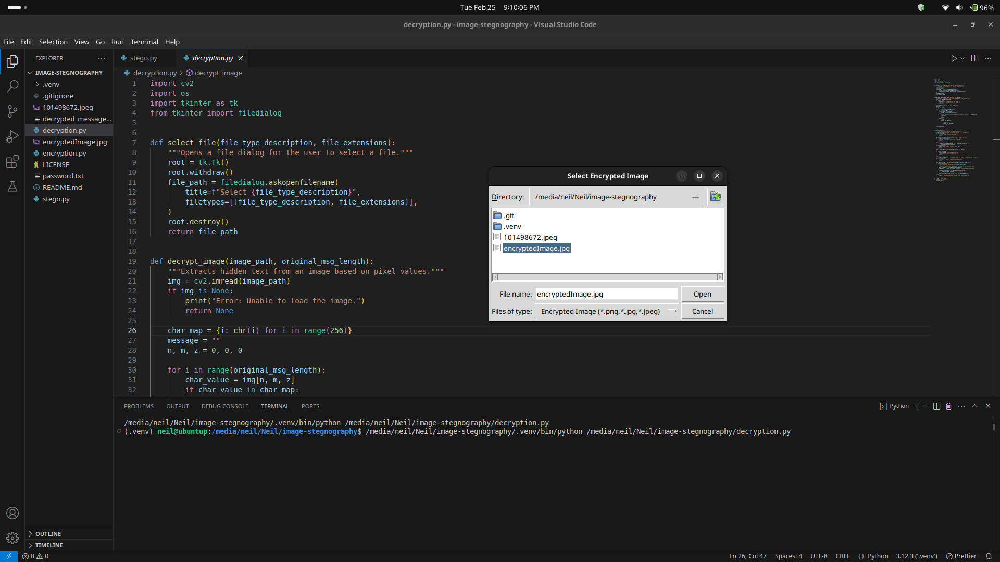 Tue Feb 25 9:10:06 PM
96%
decryption.py - image-stegnography - Visual Studio Code
File Edit Selection View Go Run Terminal Help
EXPLORER
IMAGE-STEGNOGRAPHY
.venv
.gitignore
101498672.jpeg
decrypted_message...
decryption.py
encryptedImage.jpg
encryption.py
LICENSE
password.txt
README.md
stego.py
OUTLINE
TIMELINE
stego.py decryption.py
decryption.py > decrypt_image
1 import cv2
2 import os
3 import tkinter as tk
4 from tkinter import filedialog
5
6
7 def select_file(file_type_description, file_extensions):
8 """Opens a file dialog for the user to select a file."""
9 root = tk.Tk()
10 root.withdraw()
11 file_path = filedialog.askopenfilename(
12 title=f"Select {file_type_description}",
13 filetypes=[(file_type_description, file_extensions)],
14 )
15 root.destroy()
16 return file_path
17
18
19 def decrypt_image(image_path, original_msg_length):
20 """Extracts hidden text from an image based on pixel values."""
21 img = cv2.imread(image_path)
22 if img is None:
23 print("Error: Unable to load the image.")
24 return None
25
26 char_map = {i: chr(i) for i in range(256)}
27 message = ""
28 n, m, z = 0, 0, 0
29
30 for i in range(original_msg_length):
31 char_value = img[n, m, z]
32 if char_value in char_map:
Select Encrypted Image
Directory: /media/neil/Neil/image-stegnography
.git
.venv
101498672.jpeg
encryptedImage.jpg
File name: encryptedImage.jpg Open
Files of type: Encrypted Image (*.png,*.jpg,*.jpeg) Cancel
PROBLEMS OUTPUT DEBUG CONSOLE TERMINAL PORTS
Python
/media/neil/Neil/image-stegnography/.venv/bin/python /media/neil/Neil/image-stegnography/decryption.py
(.venv) neil@ubuntup:/media/neil/Neil/image-stegnography$ /media/neil/Neil/image-stegnography/.venv/bin/python /media/neil/Neil/image-stegnography/decryption.py
0 0
Ln 26, Col 47 Spaces: 4 UTF-8 CRLF {} Python 3.12.3 ('.venv') Prettier